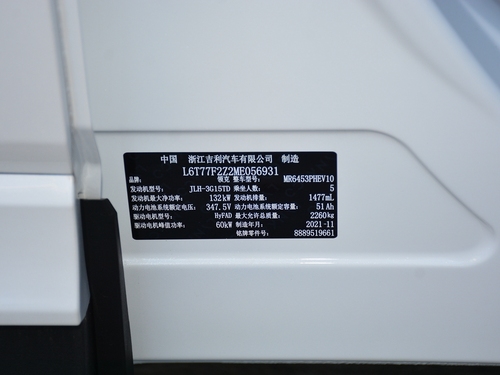 中国 浙江吉利汽车有限公司 制造
L6T77F2Z2ME056931
品牌: 领克 整车型号: MR6453PHEV10
发动机型号: JLH-3G15TD 乘坐人数: 5
发动机最大净功率: 132kW 发动机排量: 1477mL
动力电池系统额定电压: 347.5V 动力电池系统额定容量: 51Ah
驱动电机型号: HyPAD 最大允许总质量: 2260kg
驱动电机峰值功率: 60kW 制造年月: 2021-11
铭牌零件号: 8889519661